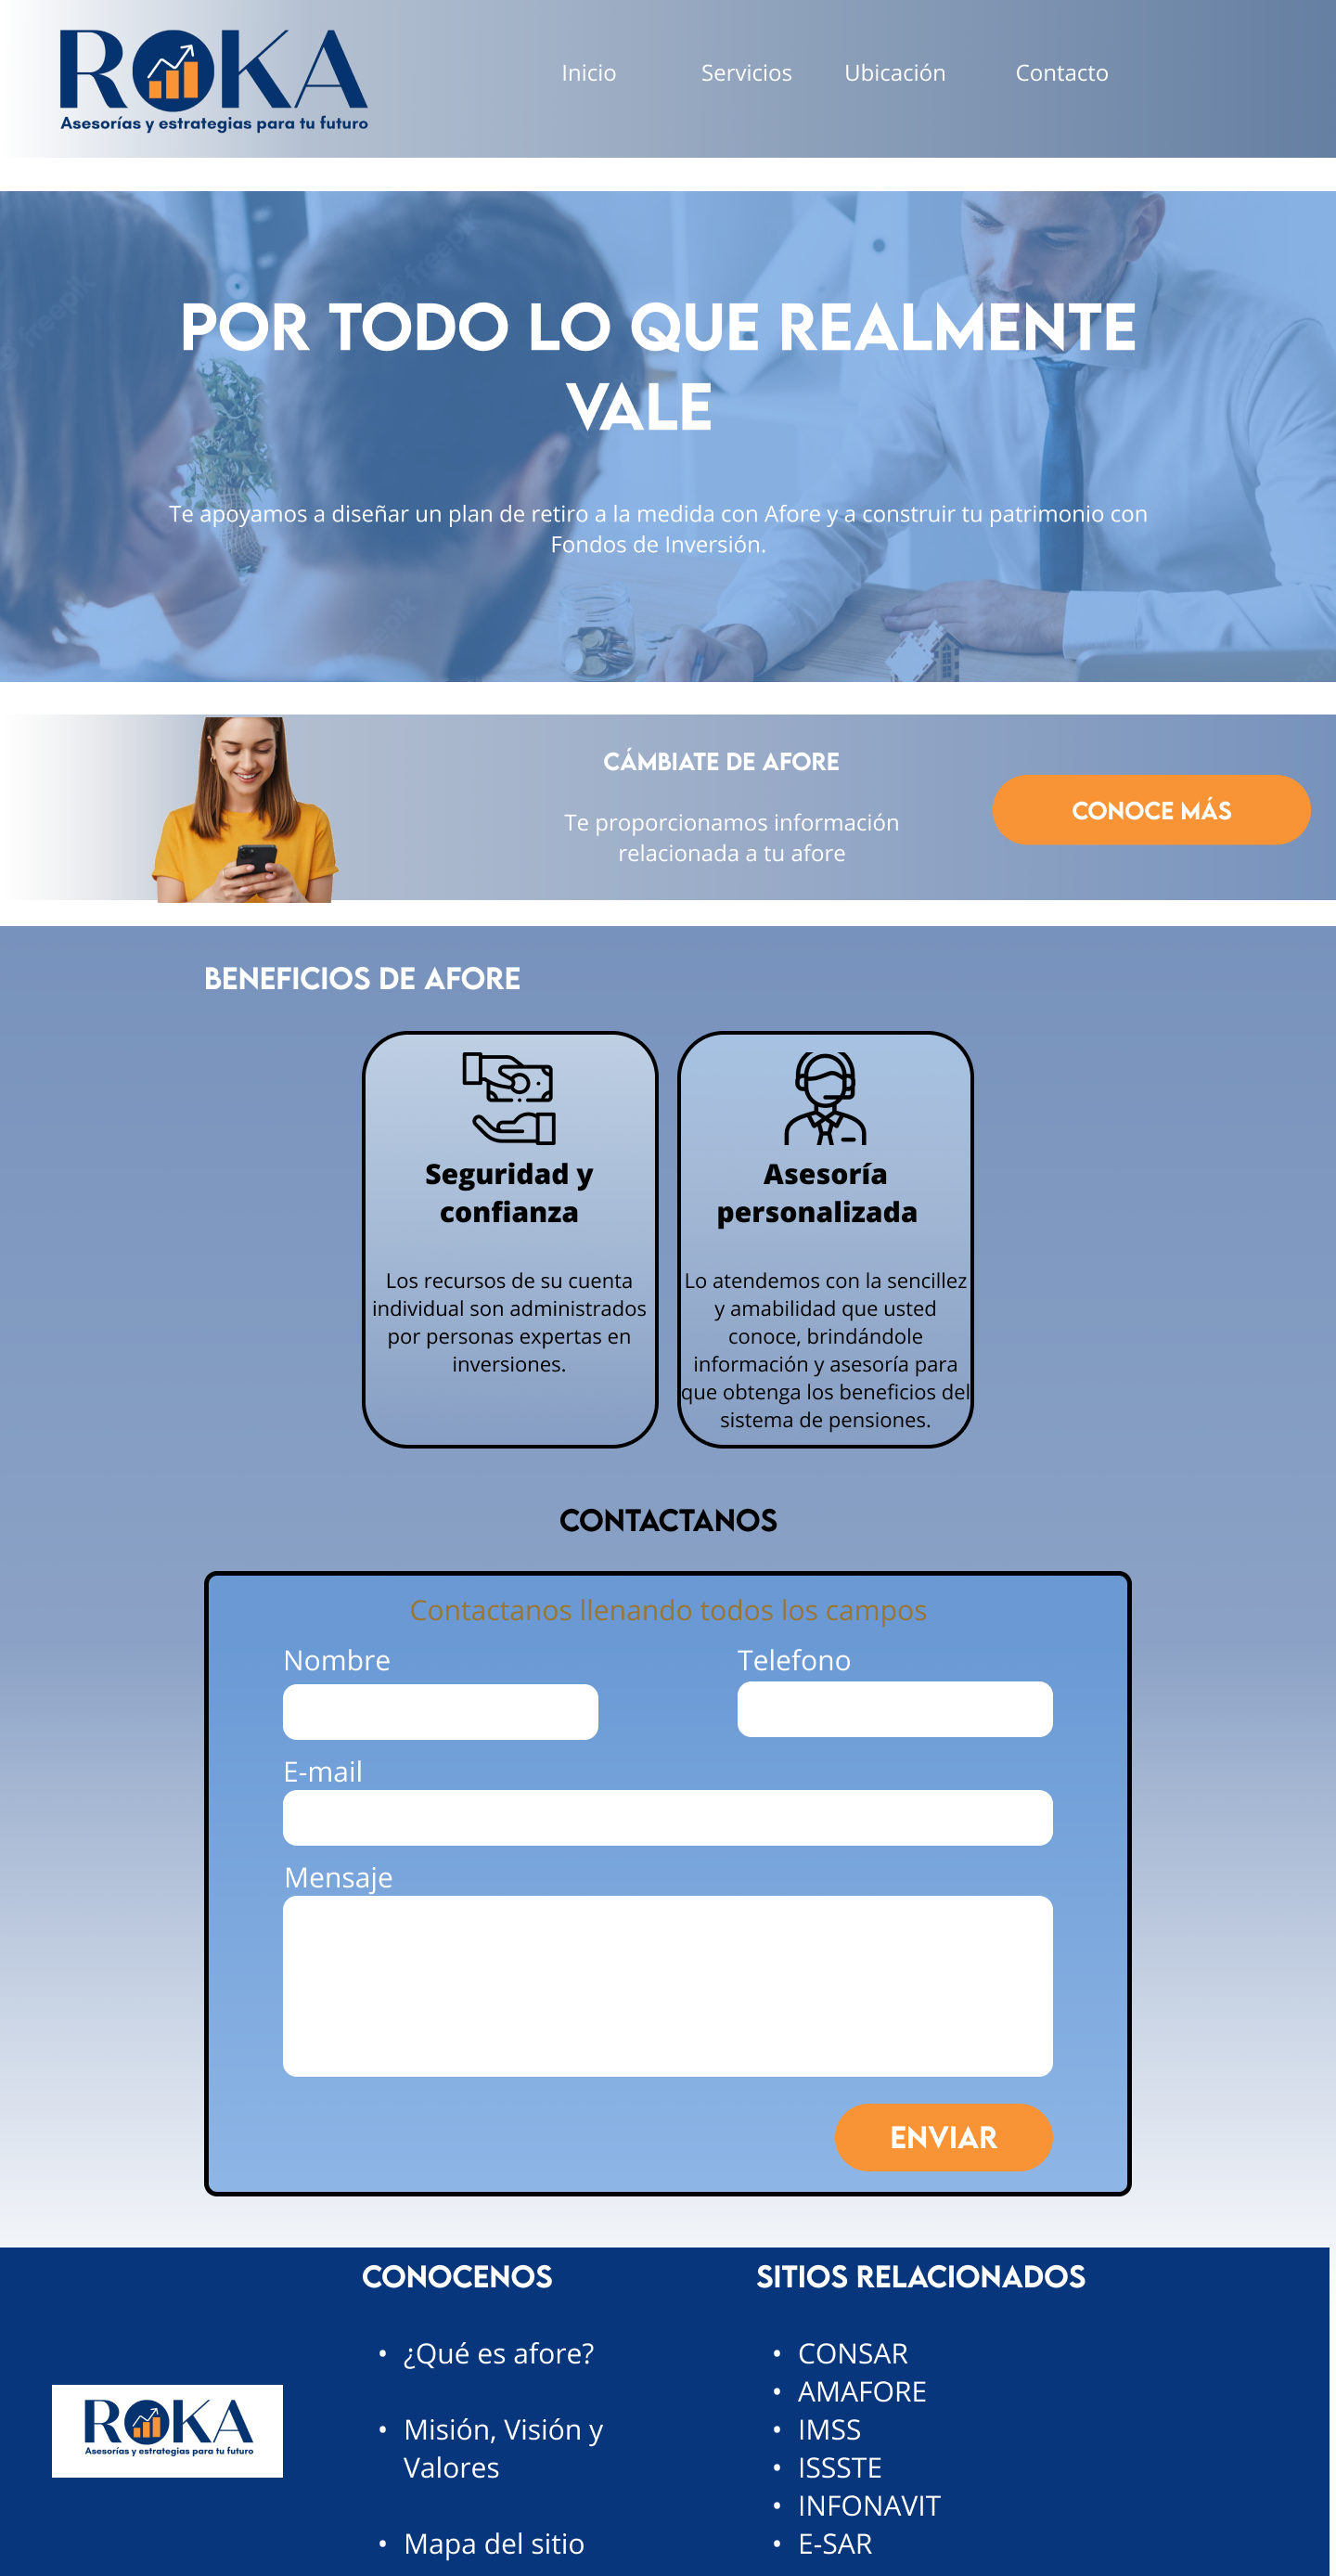 ROKA
Asesorías y estrategias para tu futuro
Inicio
Servicios
Ubicación
Contacto
POR TODO LO QUE REALMENTE
VALE
Te apoyamos a diseñar un plan de retiro a la medida con Afore y a construir tu patrimonio con
Fondos de Inversión.
freepik
freepik
CÁMBIATE DE AFORE
Te proporcionamos información
relacionada a tu afore
CONOCE MÁS
BENEFICIOS DE AFORE
Seguridad y
confianza
Los recursos de su cuenta
individual son administrados
por personas expertas en
inversiones.
Asesoría
personalizada
Lo atendemos con la sencillez
y amabilidad que usted
conoce, brindándole
información y asesoría para
que obtenga los beneficios del
sistema de pensiones.
CONTACTANOS
Contactanos llenando todos los campos
Nombre
Telefono
E-mail
Mensaje
ENVIAR
ROKA
Asesorías y estrategias para tu futuro
CONOCENOS
• ¿Qué es afore?
• Misión, Visión y
Valores
• Mapa del sitio
SITIOS RELACIONADOS
• CONSAR
• AMAFORE
• IMSS
• ISSSTE
• INFONAVIT
• E-SAR